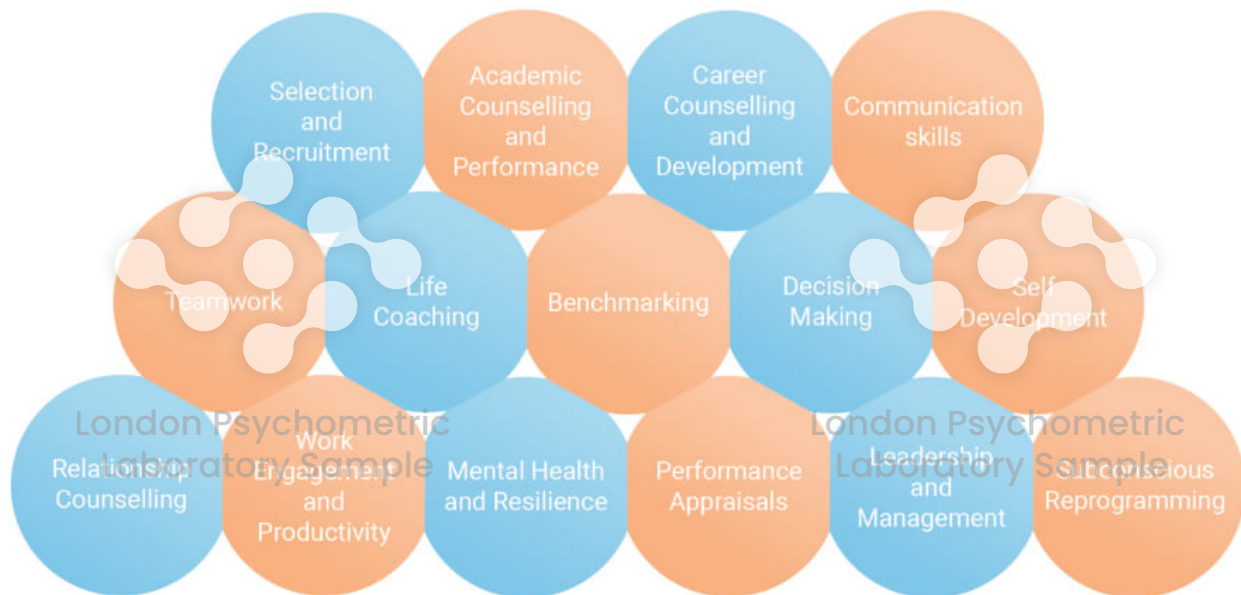 Selection
and
Recruitment
Academic
Counselling
and
Performance
Career
Counselling
and
Development
Communication
skills
Teamwork
Life
Coaching
Benchmarking
Decision
Making
Self
Development
Relationship
Counselling
Work
Engagement
and
Productivity
Mental Health
and Resilience
Performance
Appraisals
Leadership
and
Management
Subconscious
Reprogramming
London Psychometric
Laboratory Sample
London Psychometric
Laboratory Sample